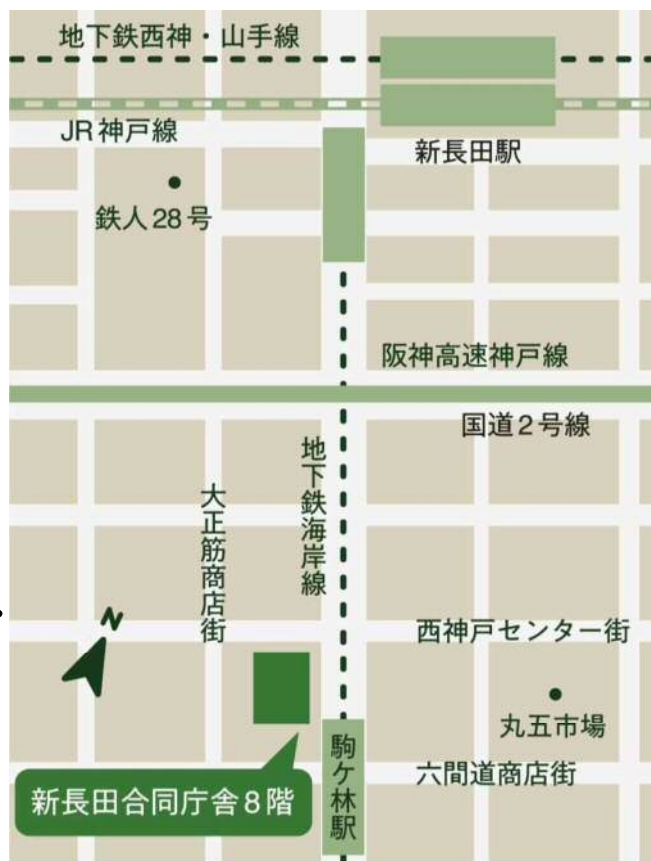 地下鉄西神・山手線
JR神戸線
新長田駅
鉄人28号
阪神高速神戸線
国道2号線
地下鉄海岸線
大正筋商店街
N
西神戸センター街
丸五市場
駒ケ林駅
六間道商店街
新長田合同庁舎8階